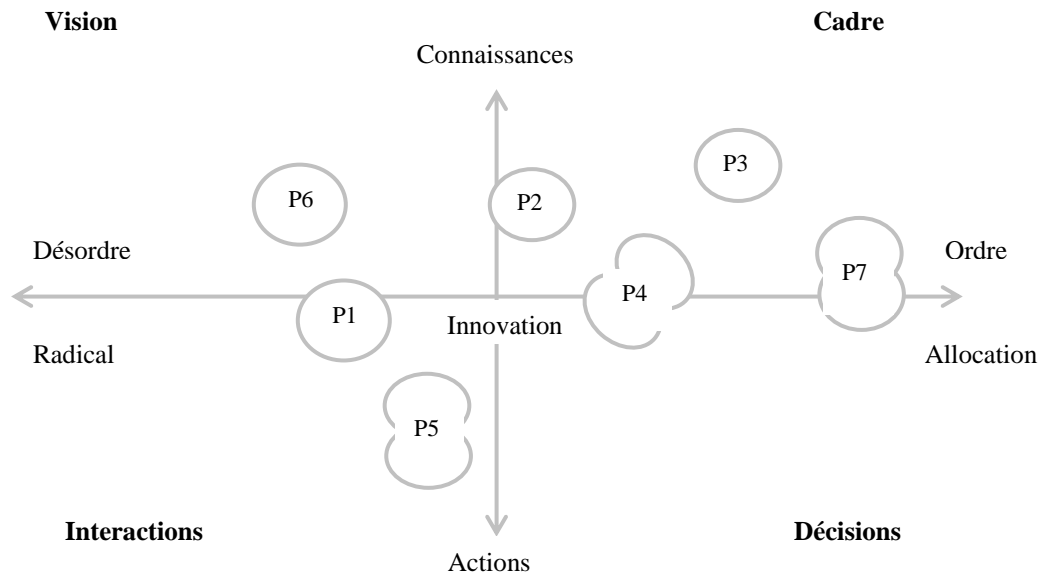 Vision
Cadre
Connaissances
P3
P6
P2
Désordre
Ordre
P7
P4
P1
Innovation
Radical
Allocation
P5
Interactions
Décisions
Actions